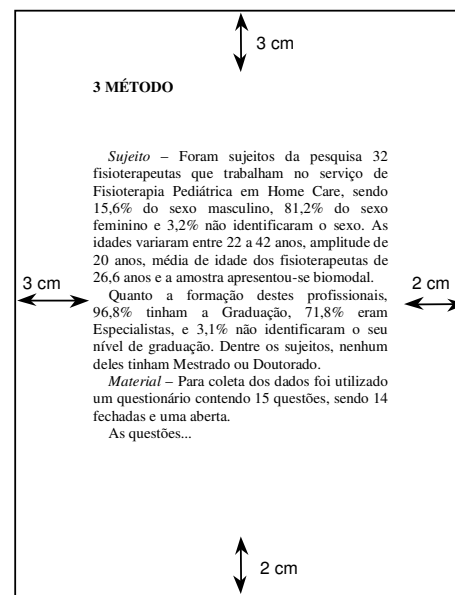 3 cm
3 MÉTODO
Sujeito – Foram sujeitos da pesquisa 32
fisioterapeutas que trabalham no serviço de
Fisioterapia Pediátrica em Home Care, sendo
15,6% do sexo masculino, 81,2% do sexo
feminino e 3,2% não identificaram o sexo. As
idades variaram entre 22 a 42 anos, amplitude de
20 anos, média de idade dos fisioterapeutas de
26,6 anos e a amostra apresentou-se biomodal.
3 cm
2 cm
Quanto a formação destes profissionais,
96,8% tinham a Graduação, 71,8% eram
Especialistas, e 3,1% não identificaram o seu
nível de graduação. Dentre os sujeitos, nenhum
deles tinham Mestrado ou Doutorado.
Material – Para coleta dos dados foi utilizado
um questionário contendo 15 questões, sendo 14
fechadas e uma aberta.
As questões...
2 cm